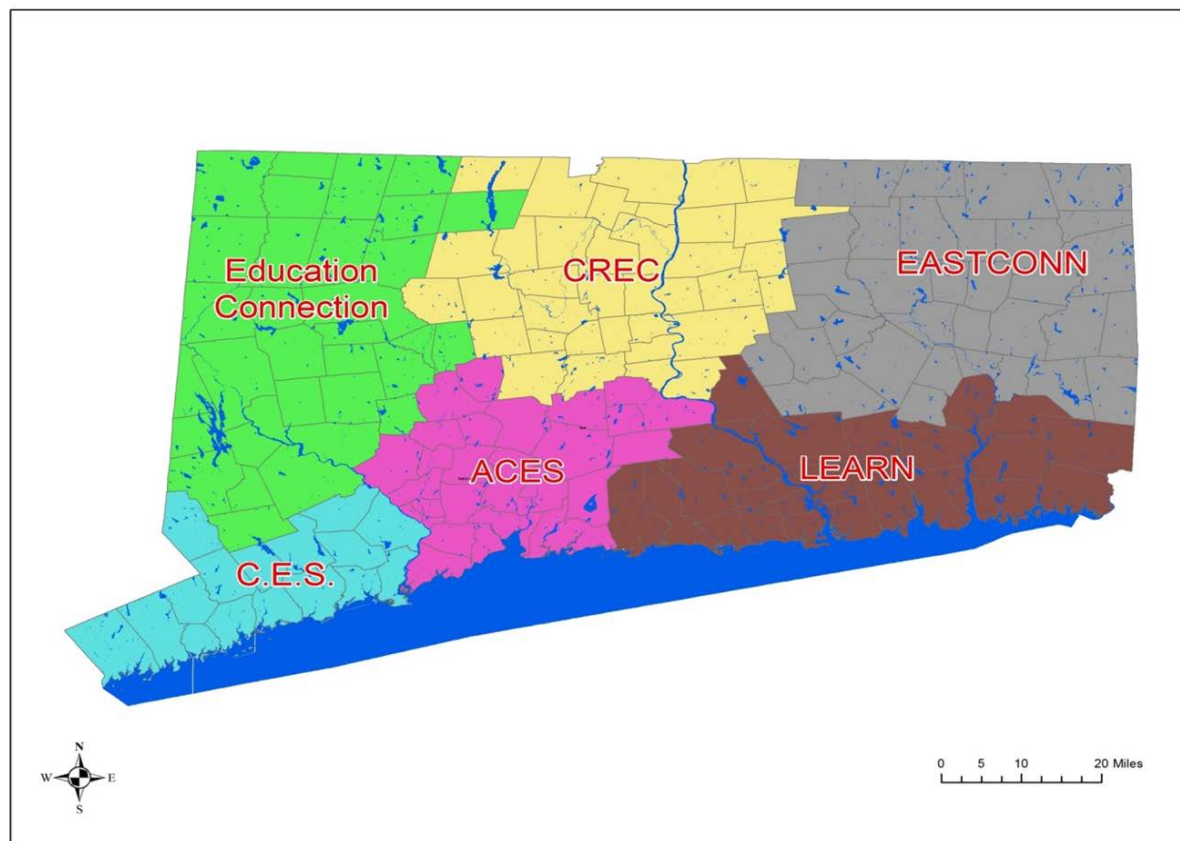 Education
Connection
CREC
EASTCONN
ACES
LEARN
C.E.S.
N
W E
S
0 5 10 20 Miles